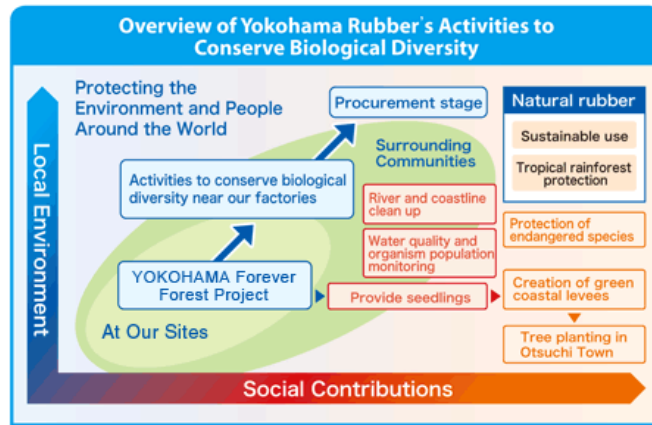 Overview of Yokohama Rubber's Activities to
Conserve Biological Diversity
Protecting the
Environment and People
Around the World
Procurement stage
Natural rubber
Sustainable use
Tropical rainforest
protection
Surrounding
Communities
Activities to conserve biological
diversity near our factories
River and coastline
clean up
Protection of
endangered species
Water quality and
organism population
monitoring
YOKOHAMA Forever
Forest Project
Provide seedlings
Creation of green
coastal levees
At Our Sites
Tree planting in
Otsuchi Town
Local Environment
Social Contributions